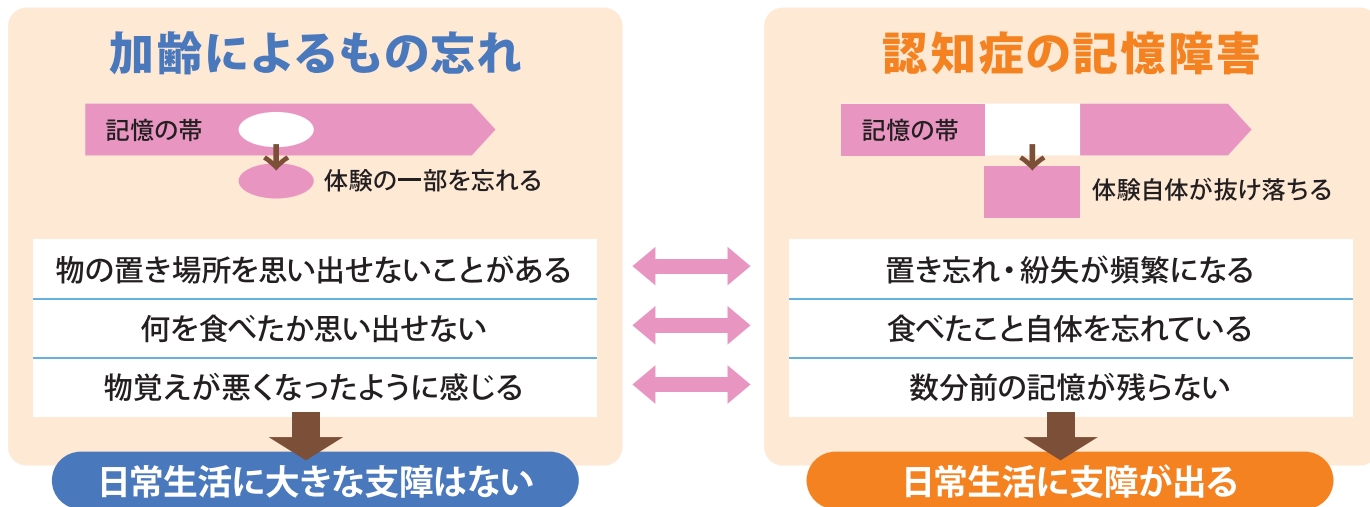 加齢によるもの忘れ
記憶の帯
体験の一部を忘れる
物の置き場所を思い出せないことがある
何を食べたか思い出せない
物覚えが悪くなったように感じる
日常生活に大きな支障はない
認知症の記憶障害
記憶の帯
体験自体が抜け落ちる
置き忘れ・紛失が頻繁になる
食べたこと自体を忘れている
数分前の記憶が残らない
日常生活に支障が出る